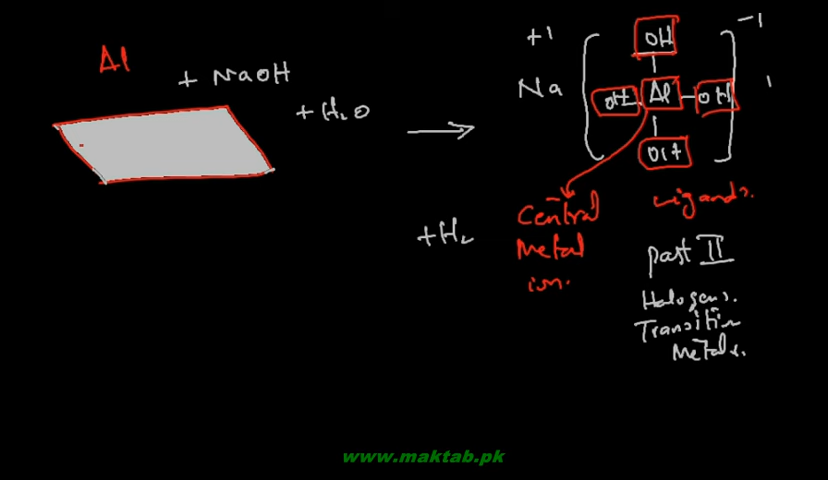 Al
+ NaOH
+ H₂O
+1
Na
OH
OH Al OH
OH
-1
Central
Metal
ion.
Ligands.
+H₂
part II
Halogens.
Transition
Metals.
www.maktab.pk